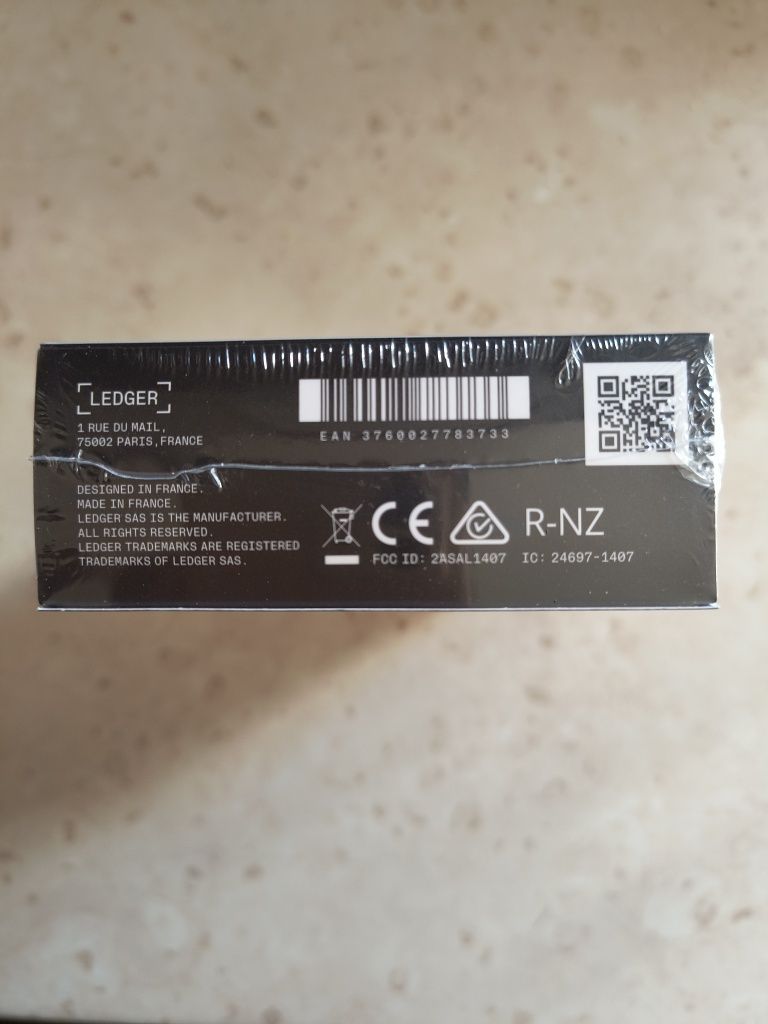 LEDGER
1 RUE DU MAIL,
75002 PARIS, FRANCE
EAN 3760027783733
DESIGNED IN FRANCE.
MADE IN FRANCE.
LEDGER SAS IS THE MANUFACTURER.
ALL RIGHTS RESERVED.
LEDGER TRADEMARKS ARE REGISTERED
TRADEMARKS OF LEDGER SAS.
CE R-NZ
FCC ID: 2ASAL1407 IC: 24697-1407